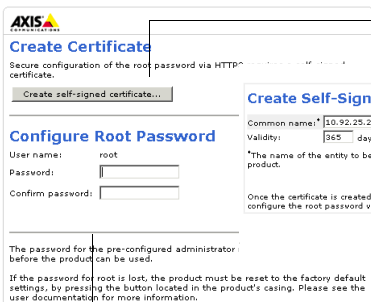 AXIS
COMMUNICATIONS
Create Certificate
Secure configuration of the root password via
certificate.
Create self-signed certificate...
Configure Root Password
User name: root
Password:
Confirm password:
The password for the pre-configured administrator
before the product can be used.
If the password for root is lost, the product must be reset to the factory default
settings, by pressing the button located in the product's casing. Please see the
user documentation for more information.
Create Self-Sign
Common name:* 10.92.25.2
Validity: 365 day
*The name of the entity to be
product.
Once the certificate is created
configure the root password v